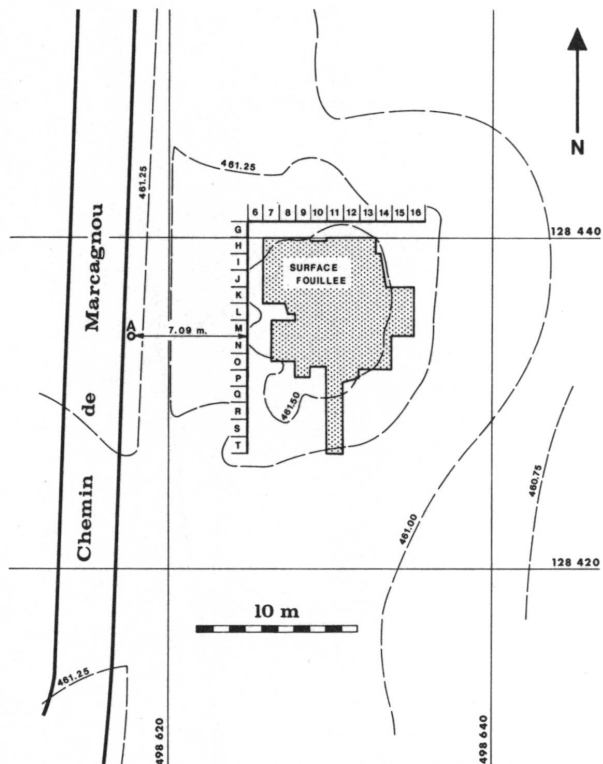 N
461.25
461.25
6 7 8 9 10 11 12 13 14 15 16
G
H
I
J
K
L
M
N
O
P
Q
R
S
T
128 440
SURFACE
FOUILLEE
Chemin de Marcagnou
A
7.09 m.
461.50
461.00
460.75
128 420
10 m
461.25
498 620
498 640